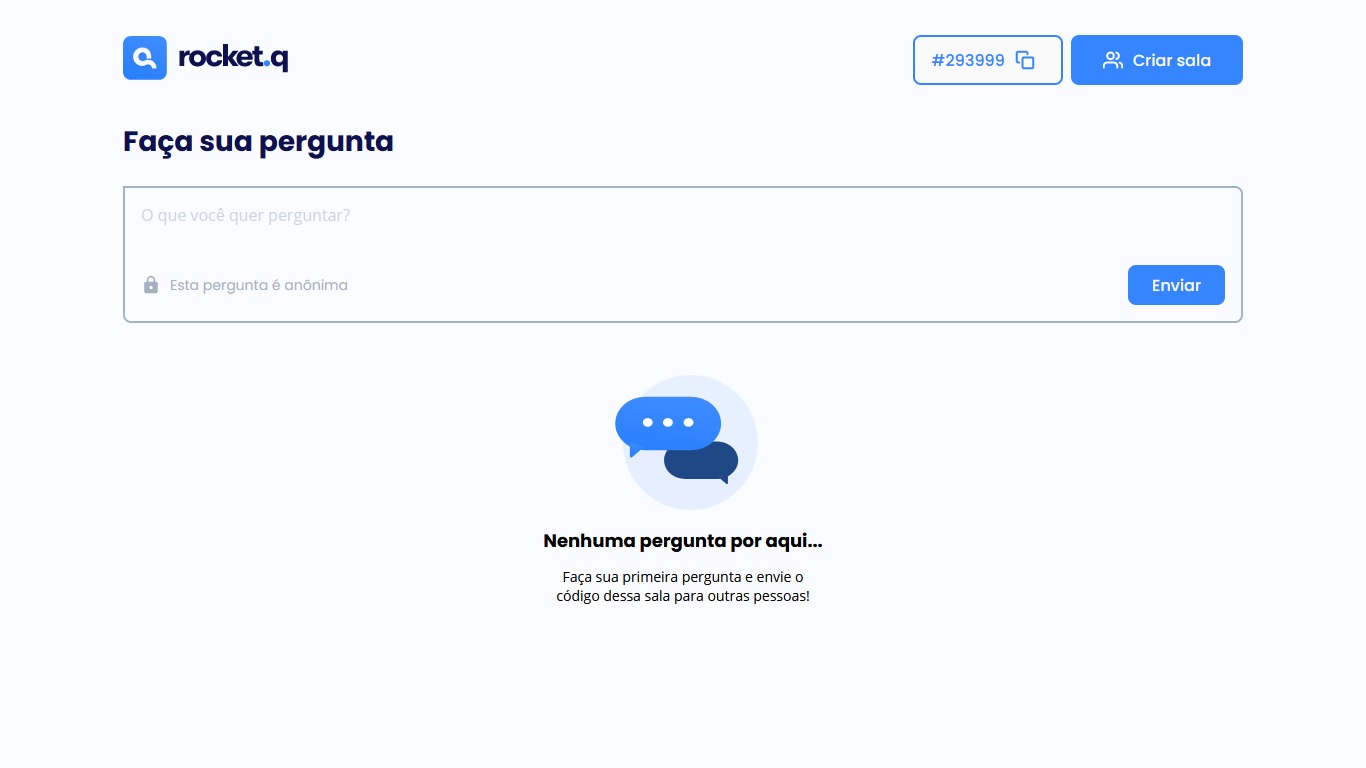 rocket.q
#293999
Criar sala
Faça sua pergunta
O que você quer perguntar?
Esta pergunta é anônima
Enviar
Nenhuma pergunta por aqui...
Faça sua primeira pergunta e envie o
código dessa sala para outras pessoas!